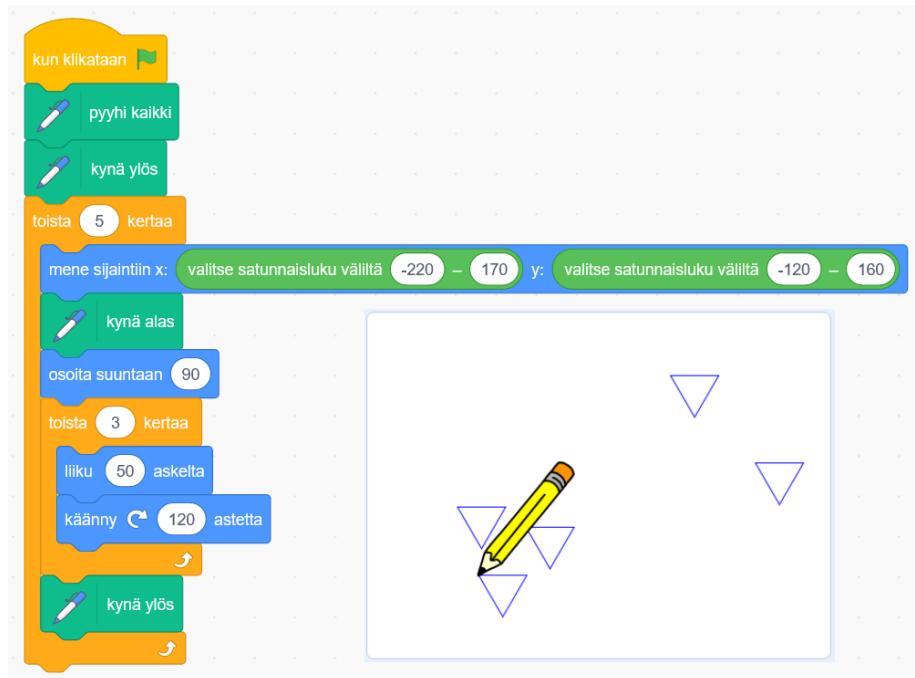 kun klikataan
pyyhi kaikki
kynä ylös
toista 5 kertaa
mene sijaintiin x: valitse satunnaisluku väliltä -220 – 170 y: valitse satunnaisluku väliltä -120 – 160
kynä alas
osoita suuntaan 90
toista 3 kertaa
liiku 50 askelta
käänny 120 astetta
kynä ylös